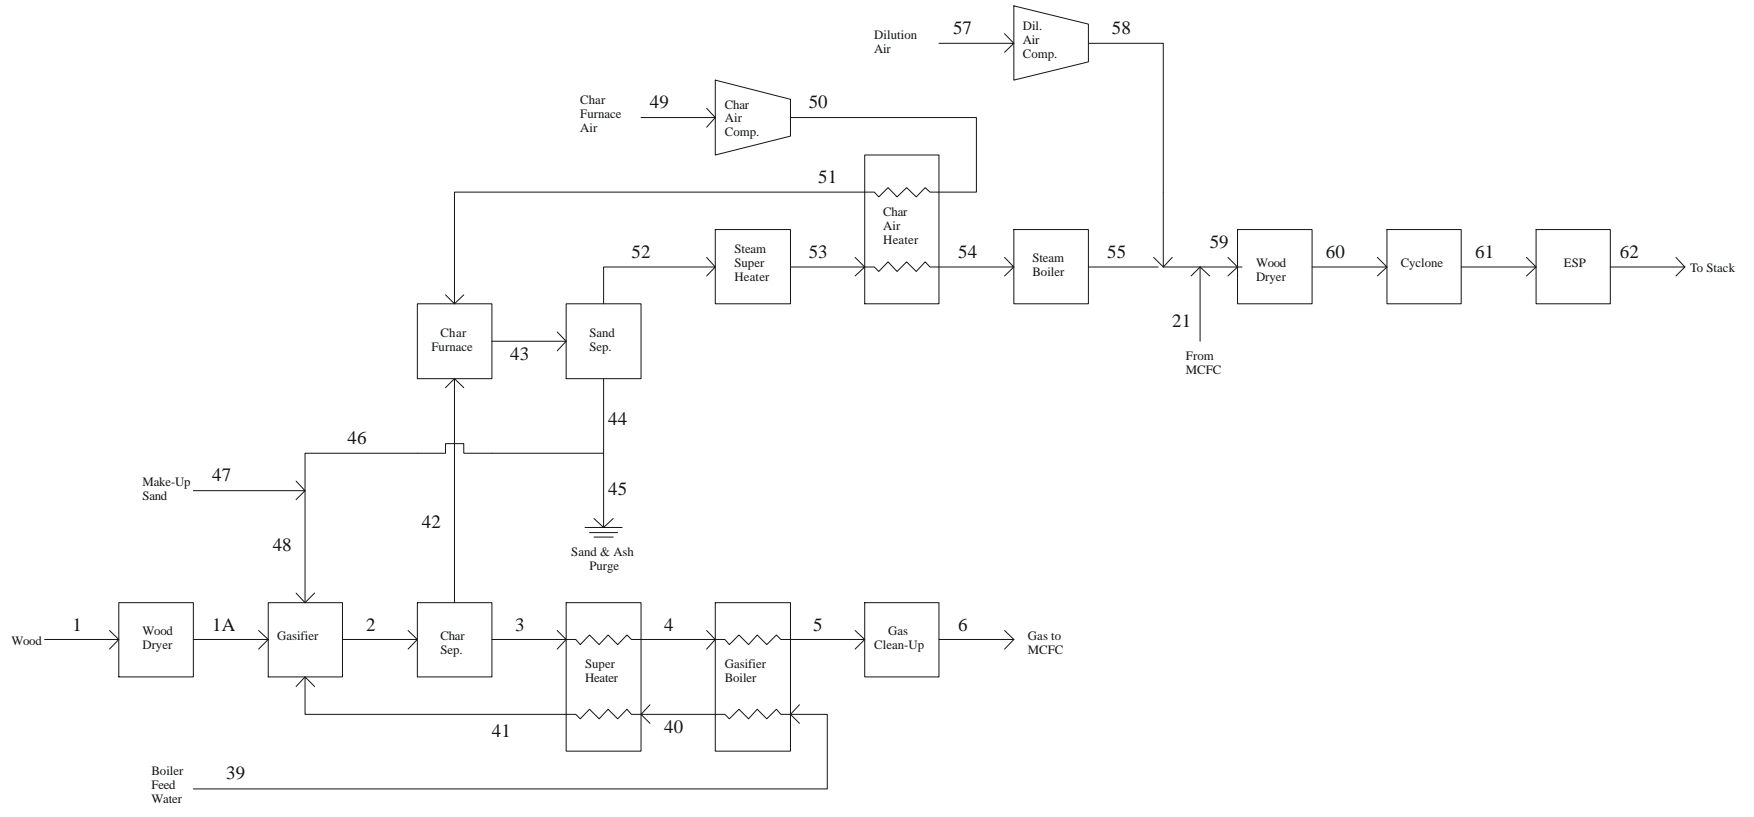 57
58
Dilution
Air
Dil.
Air
Comp.
Char
Furnace
Air
49
Char
Air
Comp.
50
51
Char
Air
Heater
52
Steam
Super
Heater
53
54
Steam
Boiler
55
59
Wood
Dryer
60
Cyclone
61
ESP
62
To Stack
21
From
MCFC
Char
Furnace
43
Sand
Sep.
44
46
Make-Up
Sand
47
45
42
48
Sand & Ash
Purge
Wood
1
Wood
Dryer
1A
Gasifier
2
Char
Sep.
3
Super
Heater
4
Gasifier
Boiler
5
Gas
Clean-Up
6
Gas to
MCFC
41
40
Boiler
Feed
Water
39